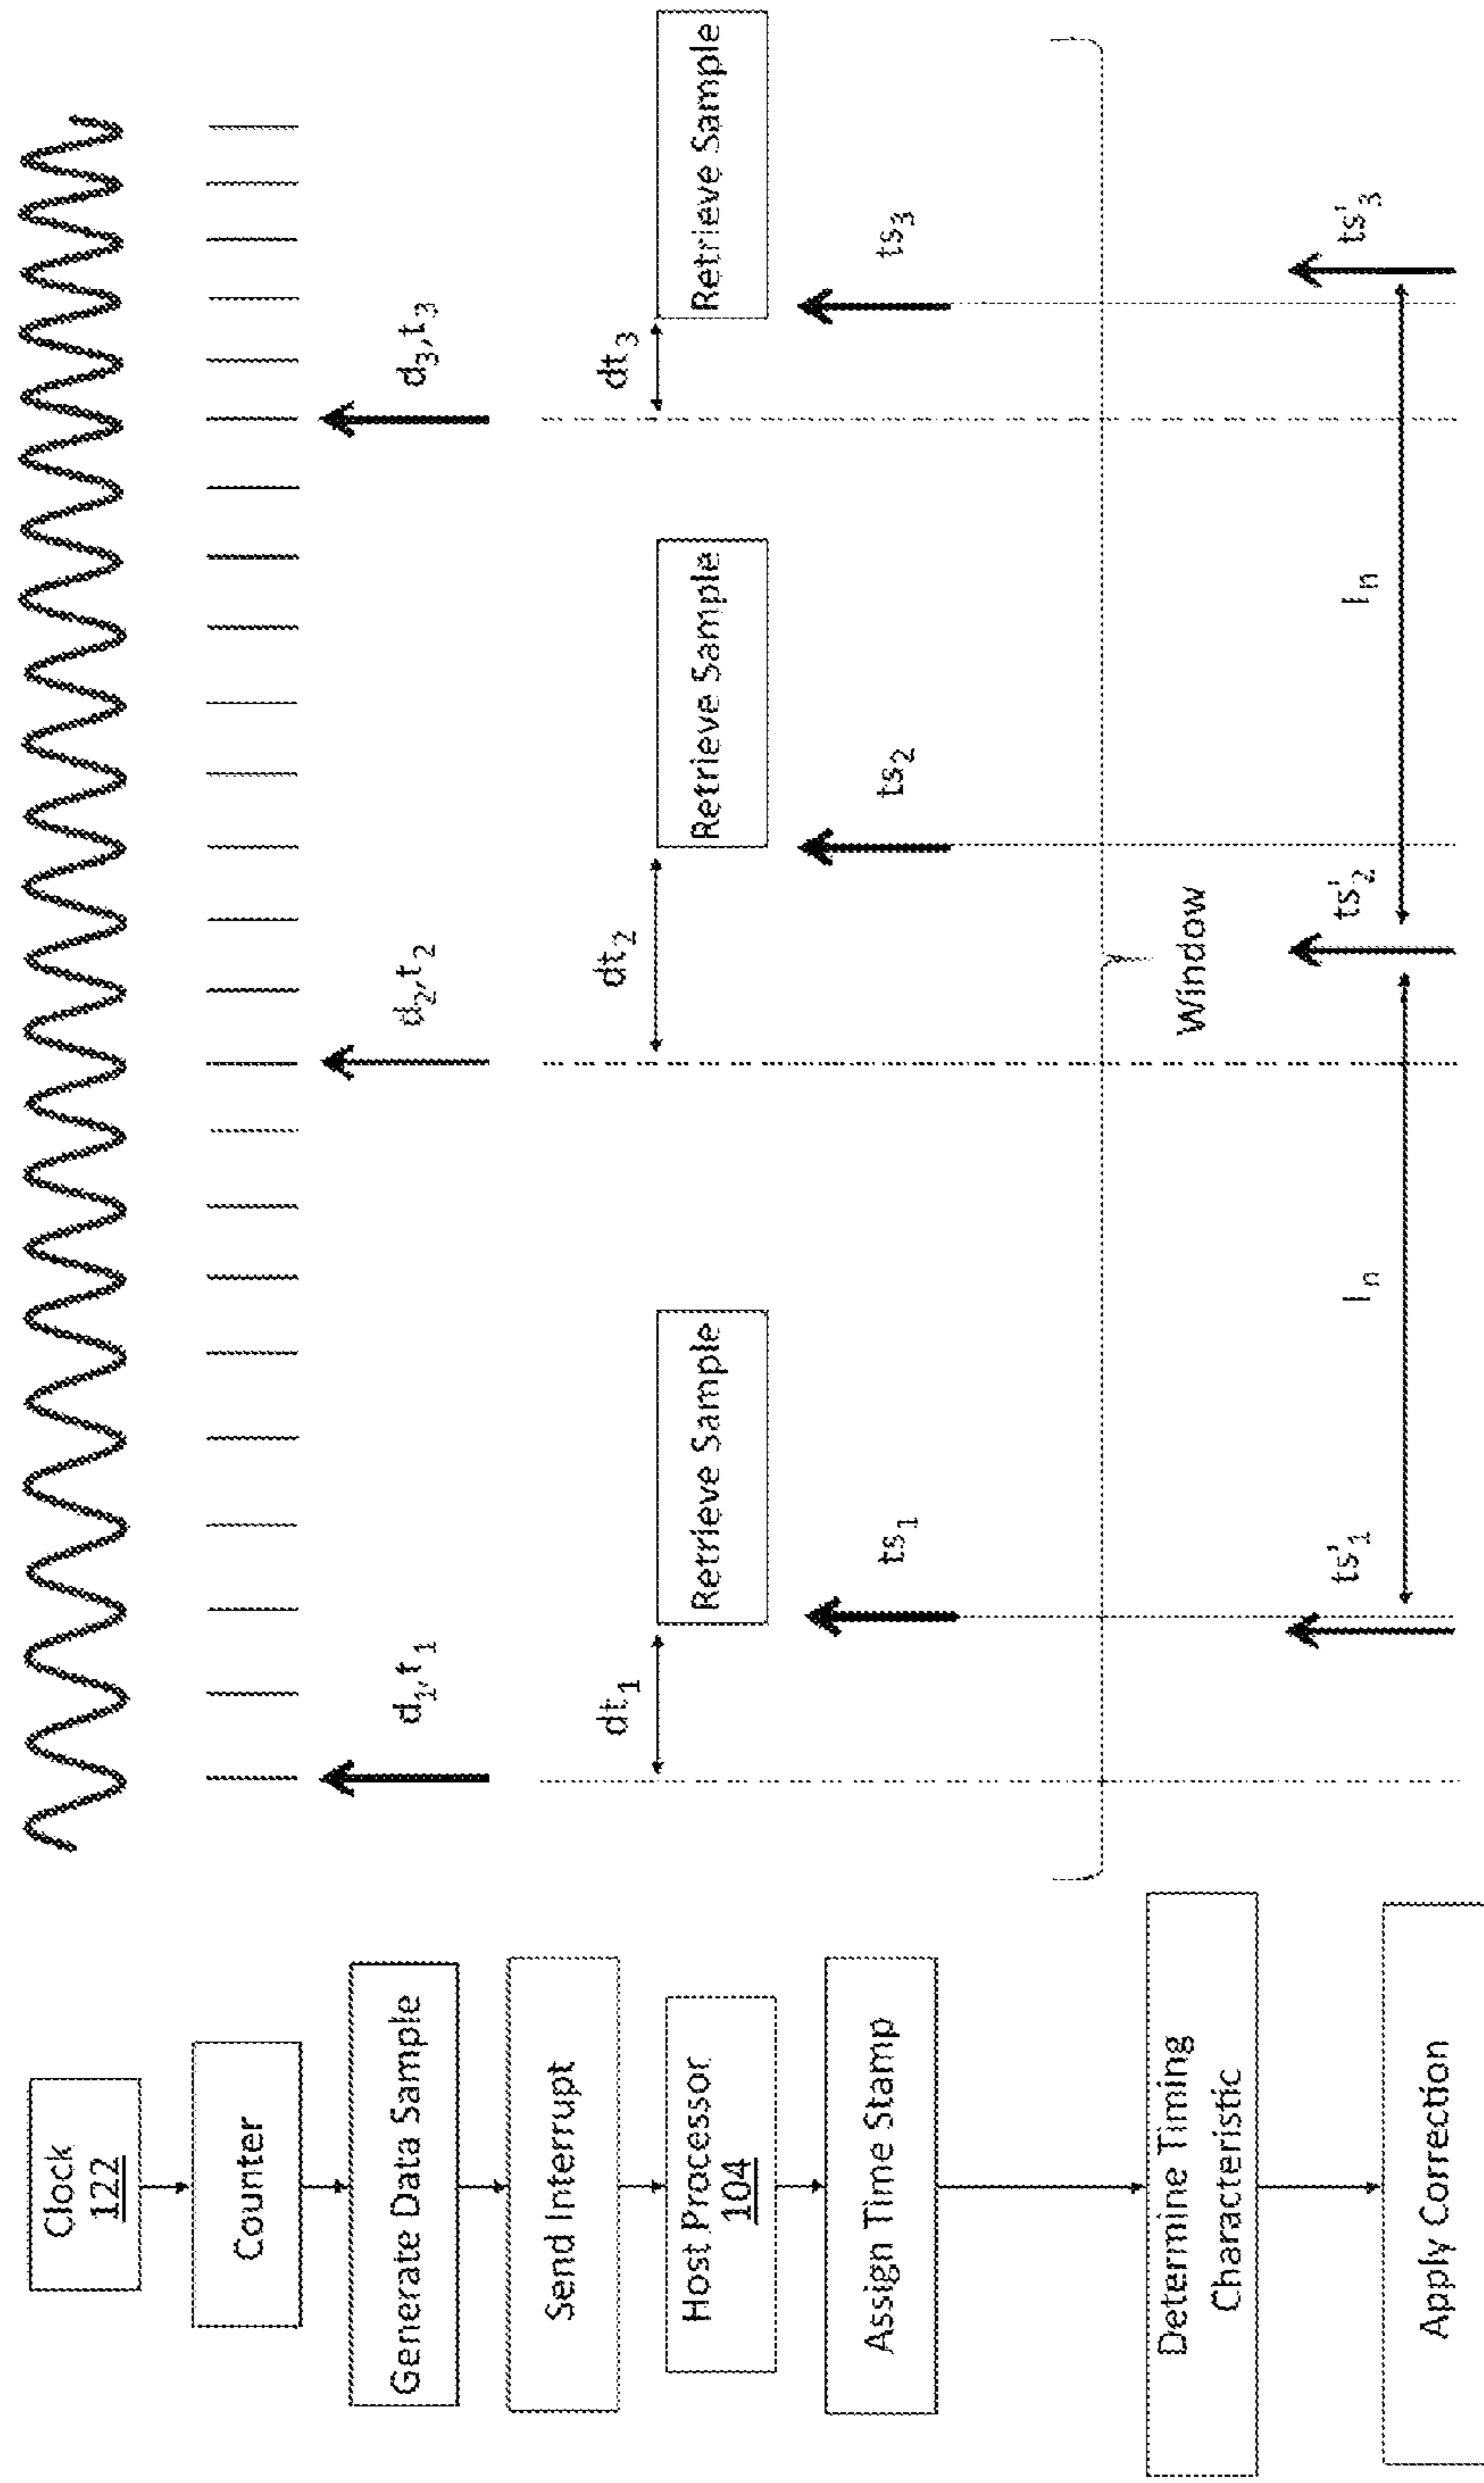 Clock
122
Counter
Generate Data Sample
Send Interrupt
Host Processor
104
Assign Time Stamp
Determine Timing
Characteristic
Apply Correction
d₁,t₁
d₂,t₂
d₃,t₃
dt₁
dt₂
dt₃
Retrieve Sample
Retrieve Sample
Retrieve Sample
ts₁
ts₂
ts₃
Window
ts'₁
ts'₂
ts'₃
Iₙ
Iₙ